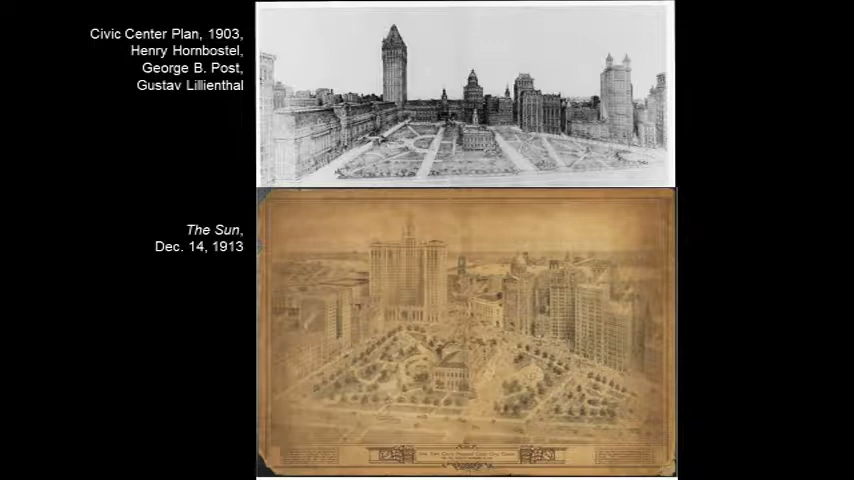 Civic Center Plan, 1903,
Henry Hornbostel,
George B. Post,
Gustav Lillienthal
The Sun,
Dec. 14, 1913